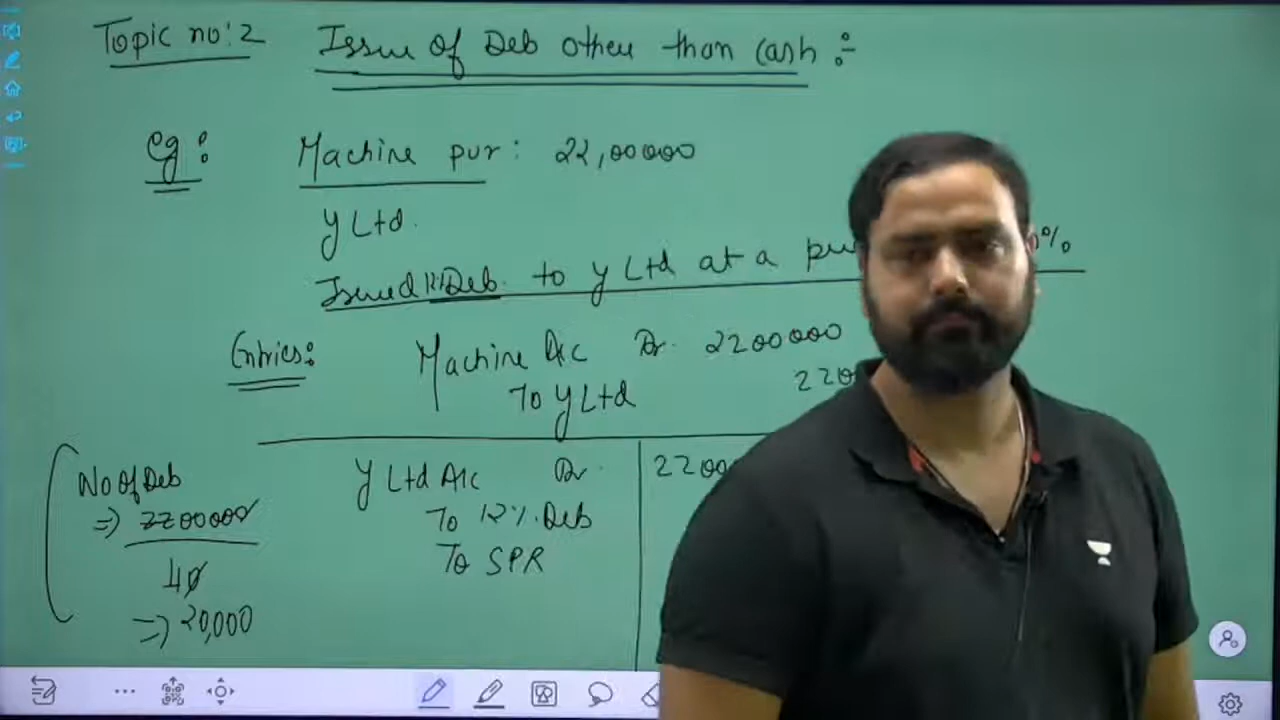 Topic no:2 Issue of Deb other than Cash :-
Eg: Machine pur: 22,00000
Y Ltd.
Issued 12% Deb. to Y Ltd at a
Entries: Machine A/c Dr. 2200000
To Y Ltd
No Of Deb
=> 2200000
=> 20,000
Y Ltd A/c Dr.
To 12% Deb
To SPR